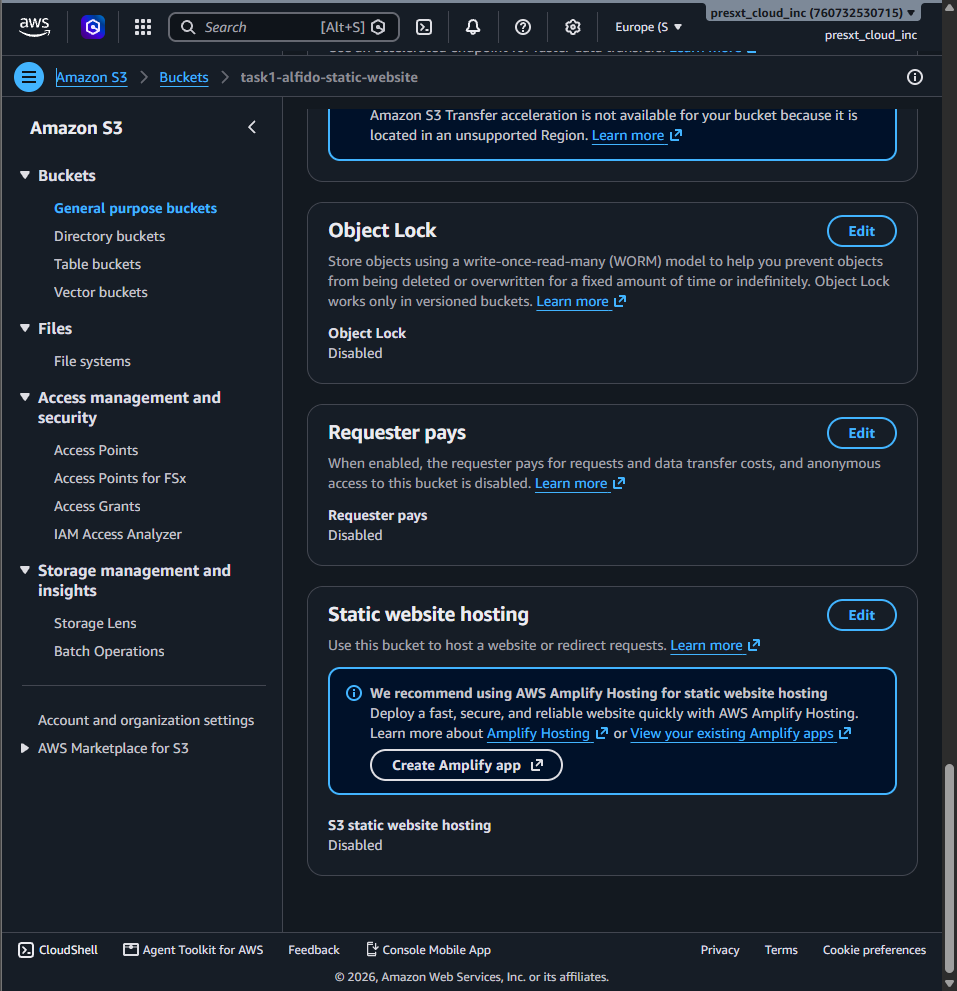 aws
Search
[Alt+S]
Europe (S
presxt_cloud_inc (760732530715)
presxt_cloud_inc
Amazon S3
Buckets
task1-alfido-static-website
Amazon S3
Buckets
General purpose buckets
Directory buckets
Table buckets
Vector buckets
Files
File systems
Access management and
security
Access Points
Access Points for FSx
Access Grants
IAM Access Analyzer
Storage management and
insights
Storage Lens
Batch Operations
Account and organization settings
AWS Marketplace for S3
Amazon S3 Transfer acceleration is not available for your bucket because it is
located in an unsupported Region. Learn more
Object Lock
Edit
Store objects using a write-once-read-many (WORM) model to help you prevent objects
from being deleted or overwritten for a fixed amount of time or indefinitely. Object Lock
works only in versioned buckets. Learn more
Object Lock
Disabled
Requester pays
Edit
When enabled, the requester pays for requests and data transfer costs, and anonymous
access to this bucket is disabled. Learn more
Requester pays
Disabled
Static website hosting
Edit
Use this bucket to host a website or redirect requests. Learn more
We recommend using AWS Amplify Hosting for static website hosting
Deploy a fast, secure, and reliable website quickly with AWS Amplify Hosting.
Learn more about Amplify Hosting or View your existing Amplify apps
Create Amplify app
S3 static website hosting
Disabled
CloudShell
Agent Toolkit for AWS
Feedback
Console Mobile App
Privacy
Terms
Cookie preferences
© 2026, Amazon Web Services, Inc. or its affiliates.